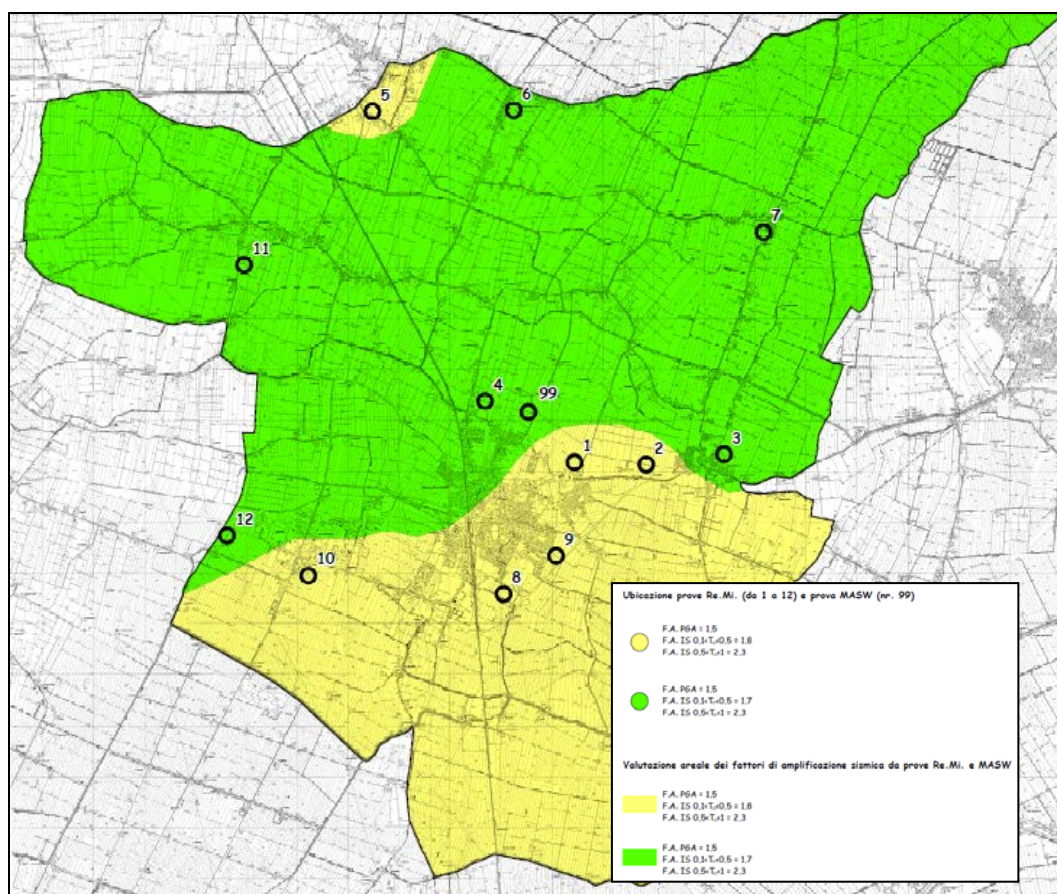 5
6
7
11
4
99
1
2
3
12
10
9
8
Ubicazione prove Re.Mi. (da 1 a 12) e prova MASW (nr. 99)
F.A. PGA = 1,5
F.A. IS 0,1<T₀<0,5 = 1,8
F.A. IS 0,5<T₀<1 = 2,3
F.A. PGA = 1,5
F.A. IS 0,1<T₀<0,5 = 1,7
F.A. IS 0,5<T₀<1 = 2,3
Valutazione areale dei fattori di amplificazione sismica da prove Re.Mi. e MASW
F.A. PGA = 1,5
F.A. IS 0,1<T₀<0,5 = 1,8
F.A. IS 0,5<T₀<1 = 2,3
F.A. PGA = 1,5
F.A. IS 0,1<T₀<0,5 = 1,7
F.A. IS 0,5<T₀<1 = 2,3